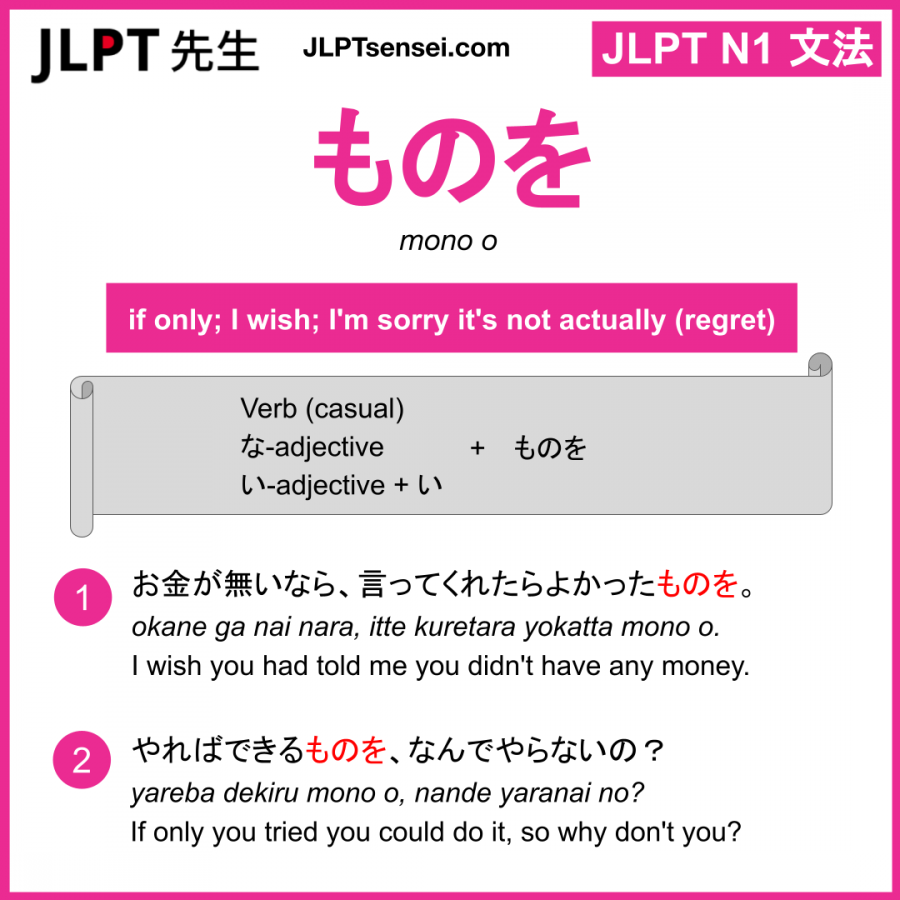 JLPT 先生
JLPTsensei.com
JLPT N1 文法
ものを
mono o
if only; I wish; I'm sorry it's not actually (regret)
Verb (casual)
な-adjective + ものを
い-adjective + い
1 お金が無いなら、言ってくれたらよかったものを。
okane ga nai nara, itte kuretara yokatta mono o.
I wish you had told me you didn't have any money.
2 やればできるものを、なんでやらないの？
yareba dekiru mono o, nande yaranai no?
If only you tried you could do it, so why don't you?